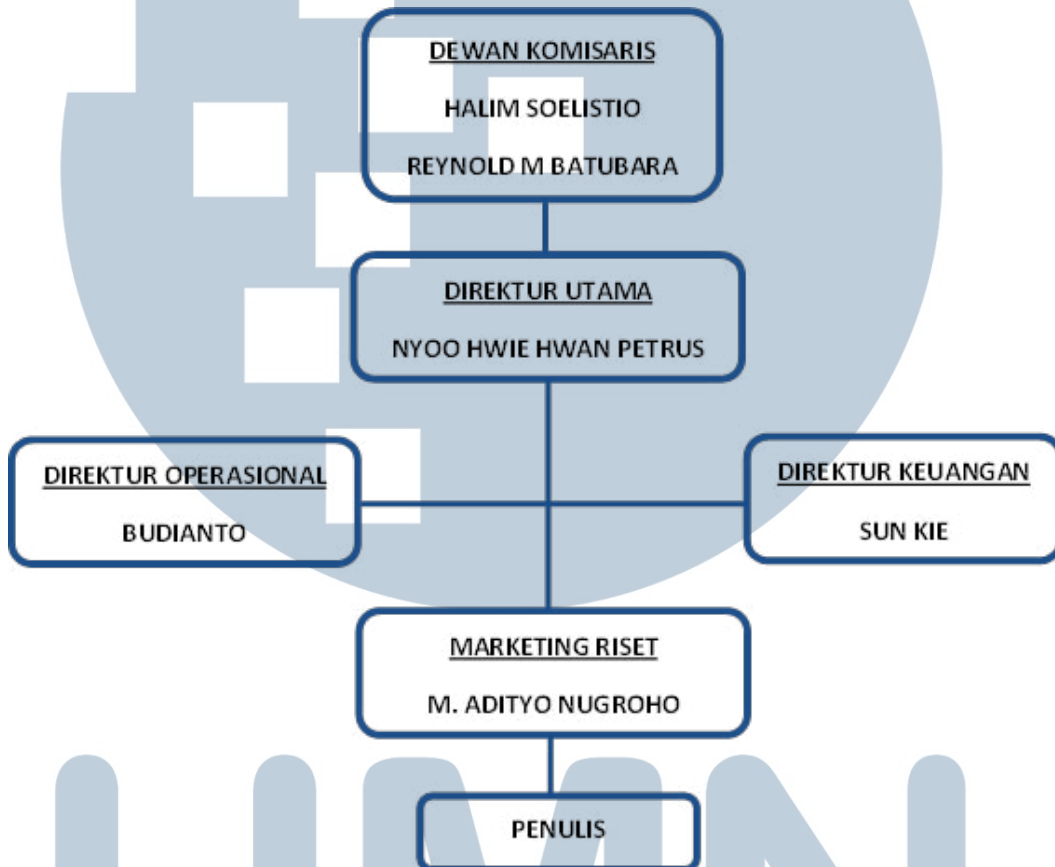 DEWAN KOMISARIS
HALIM SOELISTIO
REYNOLD M BATUBARA
DIREKTUR UTAMA
NYOO HWIE HWAN PETRUS
DIREKTUR OPERASIONAL
BUDIANTO
DIREKTUR KEUANGAN
SUN KIE
MARKETING RISET
M. ADITYO NUGROHO
PENULIS
UMN